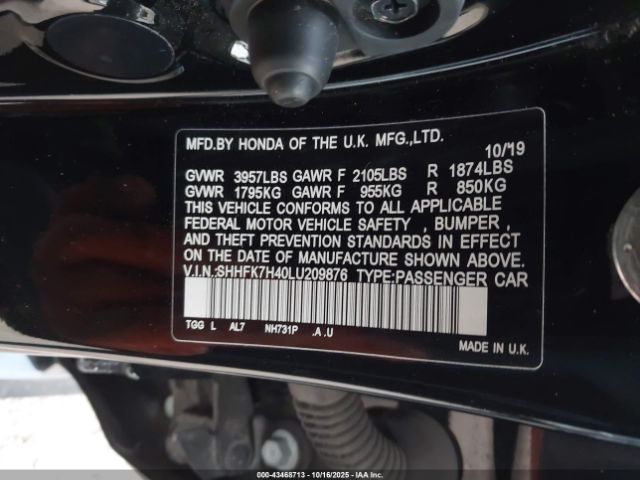 MFD.BY HONDA OF THE U.K. MFG.,LTD.
10/'19
GVWR 3957LBS GAWR F 2105LBS R 1874LBS
GVWR 1795KG GAWR F 955KG R 850KG
THIS VEHICLE CONFORMS TO ALL APPLICABLE
FEDERAL MOTOR VEHICLE SAFETY , BUMPER ,
AND THEFT PREVENTION STANDARDS IN EFFECT
ON THE DATE OF MANUFACTURE SHOWN ABOVE.
V.I.N.:SHHFK7H40LU209876 TYPE:PASSENGER CAR
TGG L AL7 NH731P .A .U
MADE IN U.K.
000-43468713 - 10/16/2025 - IAA Inc.